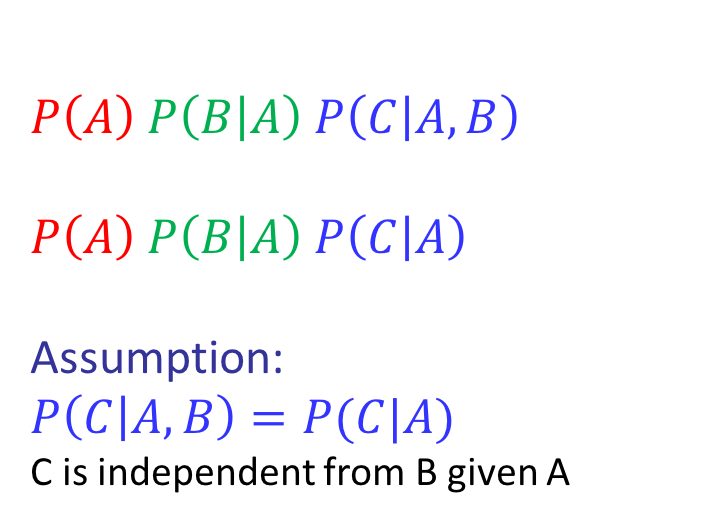 P(A) P(B|A) P(C|A, B)
P(A) P(B|A) P(C|A)
Assumption:
P(C|A, B) = P(C|A)
C is independent from B given A